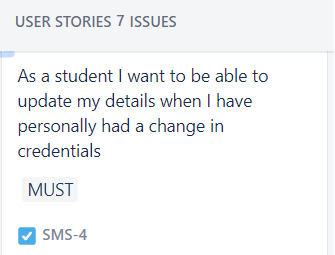 USER STORIES 7 ISSUES
As a student I want to be able to
update my details when I have
personally had a change in
credentials
MUST
SMS-4